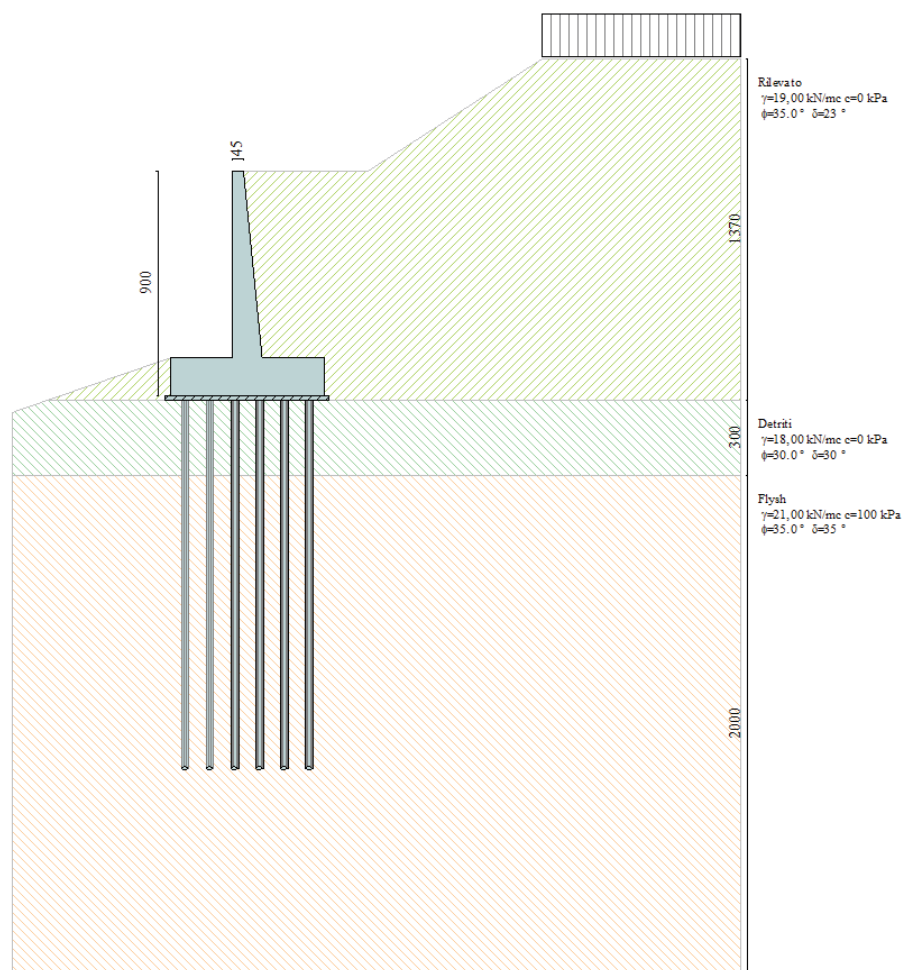 Rilevato
γ=19,00 kN/mc c=0 kPa
ϕ=35.0 ° δ=23 °
45
1370
900
Detriti
γ=18,00 kN/mc c=0 kPa
ϕ=30.0 ° δ=30 °
300
Flysh
γ=21,00 kN/mc c=100 kPa
ϕ=35.0 ° δ=35 °
2000